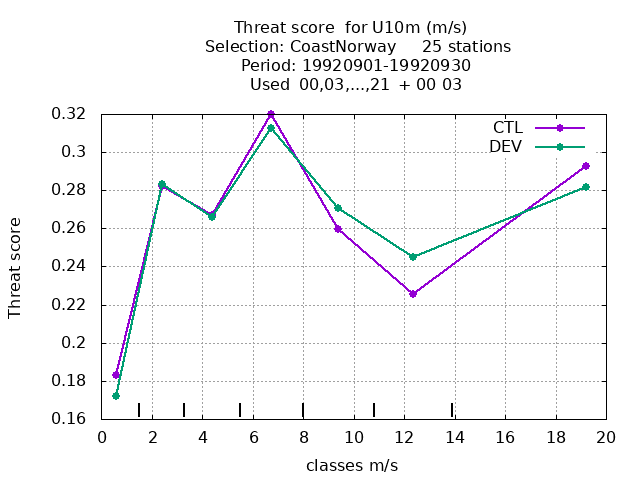 Threat score  for U10m (m/s)
Selection: CoastNorway     25 stations
Period: 19920901-19920930
Used  00,03,...,21  + 00 03
CTL
DEV
0.32
0.3
0.28
0.26
0.24
0.22
0.2
0.18
0.16
Threat score
0 2 4 6 8 10 12 14 16 18 20
classes m/s